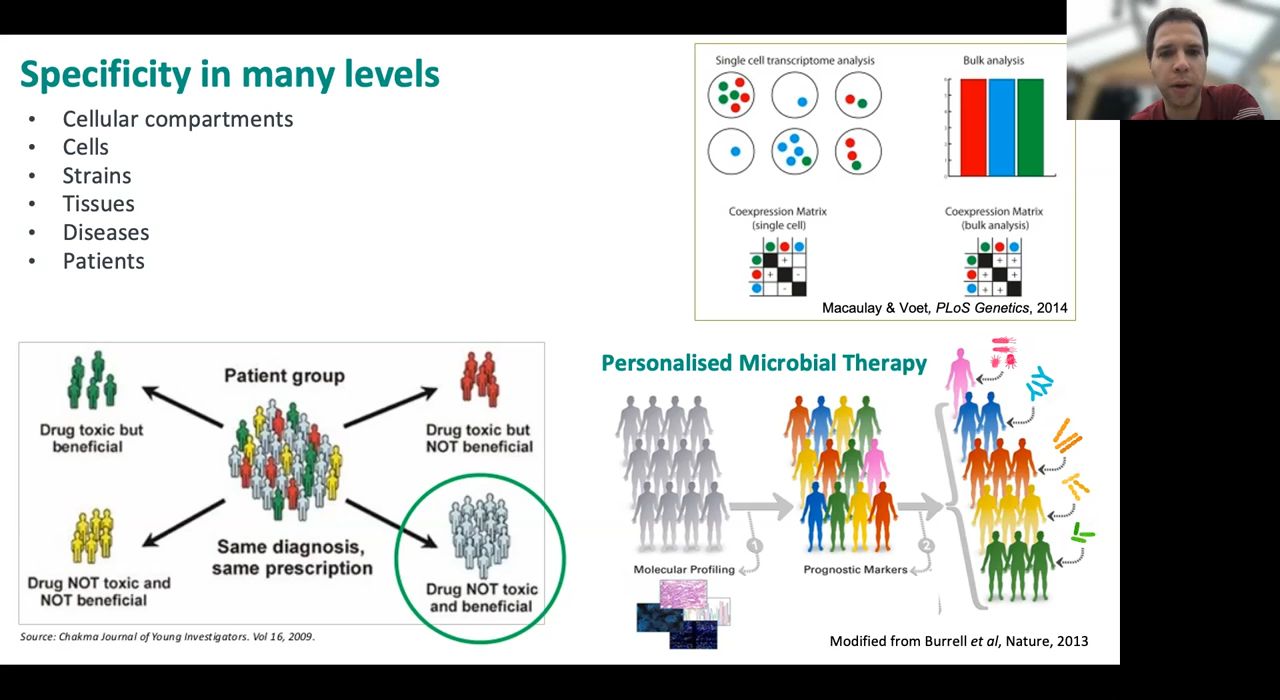 Specificity in many levels
• Cellular compartments
• Cells
• Strains
• Tissues
• Diseases
• Patients
Single cell transcriptome analysis
Bulk analysis
Coexpression Matrix
(single cell)
+
+ -
-
Coexpression Matrix
(bulk analysis)
+ +
+ +
+ +
Macaulay & Voet, PLoS Genetics, 2014
Patient group
Drug toxic but
beneficial
Drug toxic but
NOT beneficial
Same diagnosis,
same prescription
Drug NOT toxic and
NOT beneficial
Drug NOT toxic
and beneficial
Source: Chakma Journal of Young Investigators. Vol 16, 2009.
Personalised Microbial Therapy
1
2
Molecular Profiling
Prognostic Markers
Modified from Burrell et al, Nature, 2013